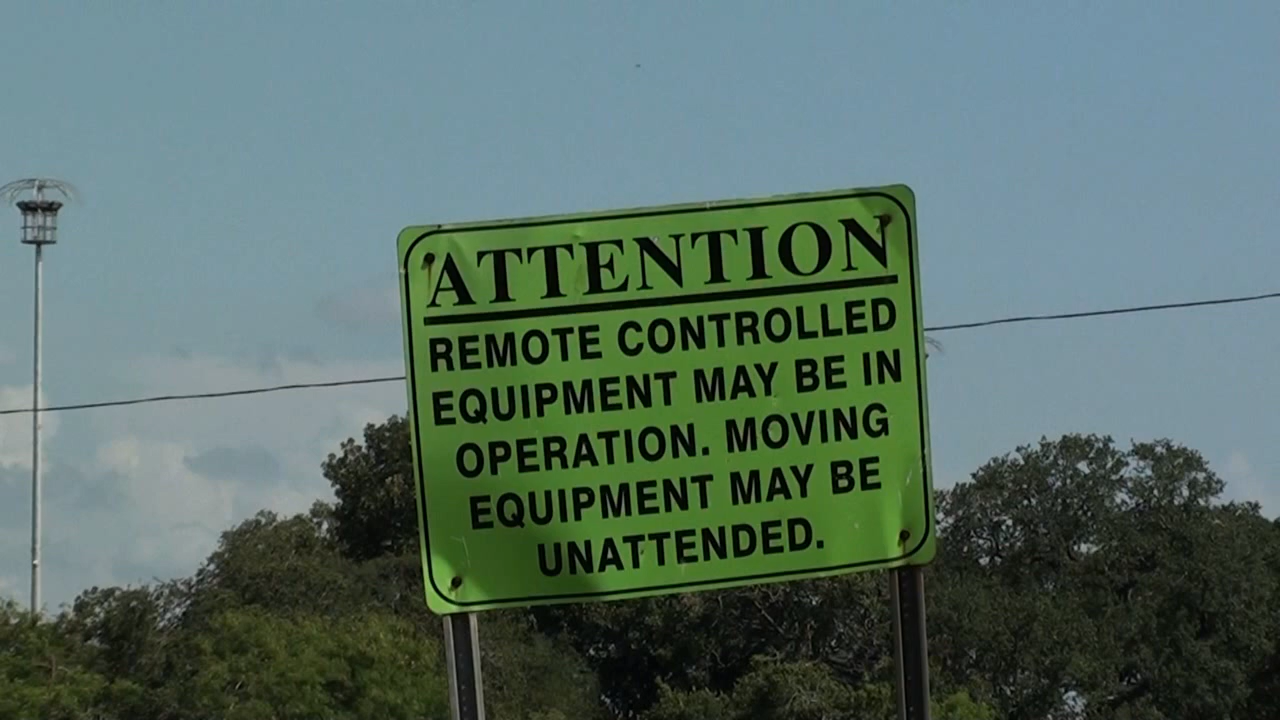 ATTENTION
REMOTE CONTROLLED
EQUIPMENT MAY BE IN
OPERATION. MOVING
EQUIPMENT MAY BE
UNATTENDED.